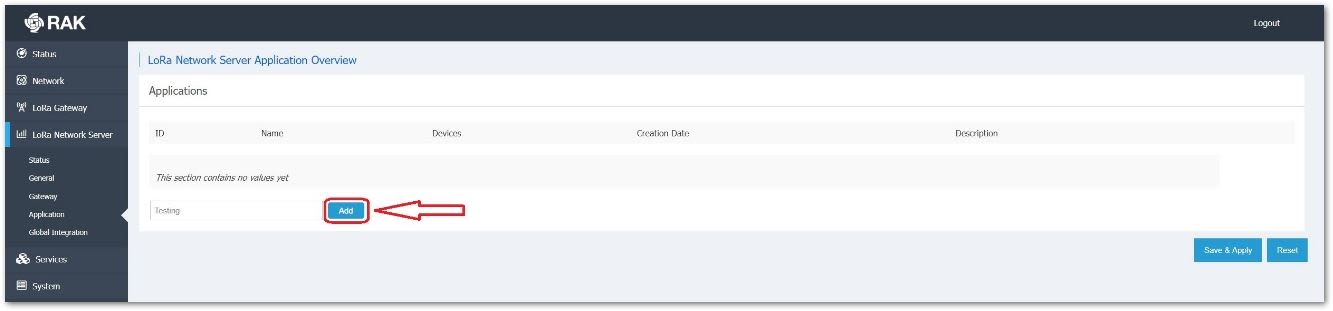 RAK
Logout
Status
Network
LoRa Gateway
LoRa Network Server
Status
General
Gateway
Application
Global Integration
Services
System
LoRa Network Server Application Overview
Applications
ID Name Devices Creation Date Description
This section contains no values yet
Testing Add
Save & Apply Reset